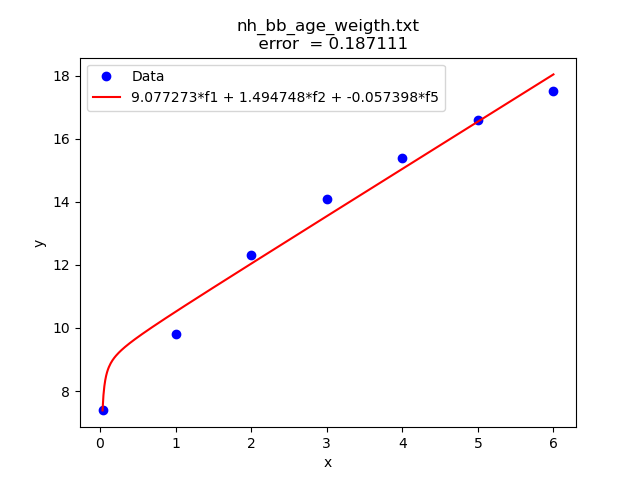 nh_bb_age_weigth.txt
error = 0.187111
Data
9.077273*f1 + 1.494748*f2 + -0.057398*f5
18
16
14
12
10
8
y
0 1 2 3 4 5 6
x